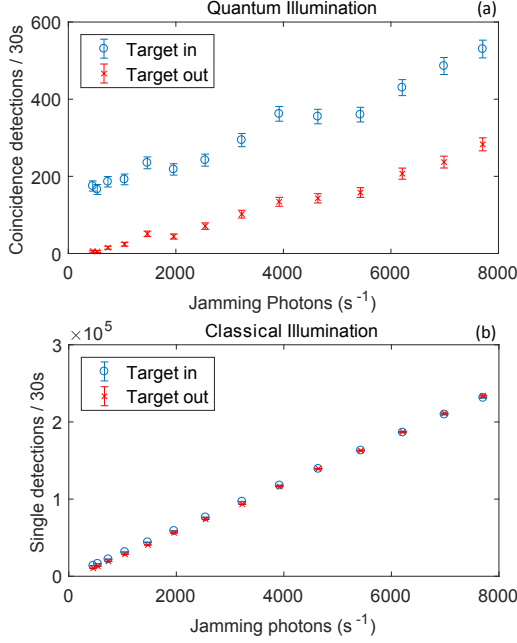 Quantum Illumination (a)
600
400
200
0
Coincidence detections / 30s
Target in
Target out
0 2000 4000 6000 8000
Jamming Photons (s⁻¹)
Classical Illumination (b)
×10⁵
3
2
1
0
Single detections / 30s
Target in
Target out
0 2000 4000 6000 8000
Jamming photons (s⁻¹)